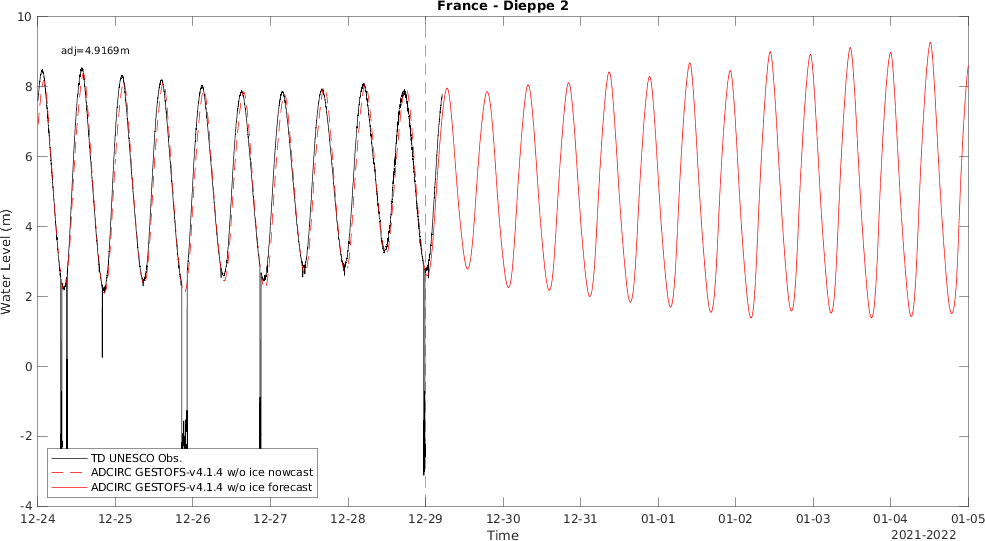 France - Dieppe 2
adj=4.9169m
Water Level (m)
10
8
6
4
2
0
-2
-4
TD UNESCO Obs.
ADCIRC GESTOFS-v4.1.4 w/o ice nowcast
ADCIRC GESTOFS-v4.1.4 w/o ice forecast
12-24 12-25 12-26 12-27 12-28 12-29 12-30 12-31 01-01 01-02 01-03 01-04 01-05
Time
2021-2022